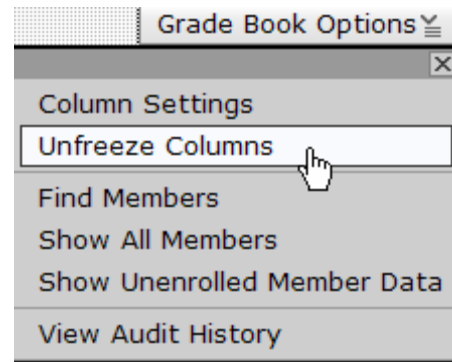 Grade Book Options
Column Settings
Unfreeze Columns
Find Members
Show All Members
Show Unenrolled Member Data
View Audit History